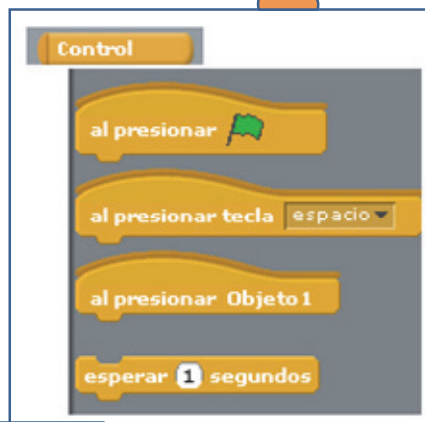 Control
al presionar
al presionar tecla espacio
al presionar Objeto1
esperar 1 segundos